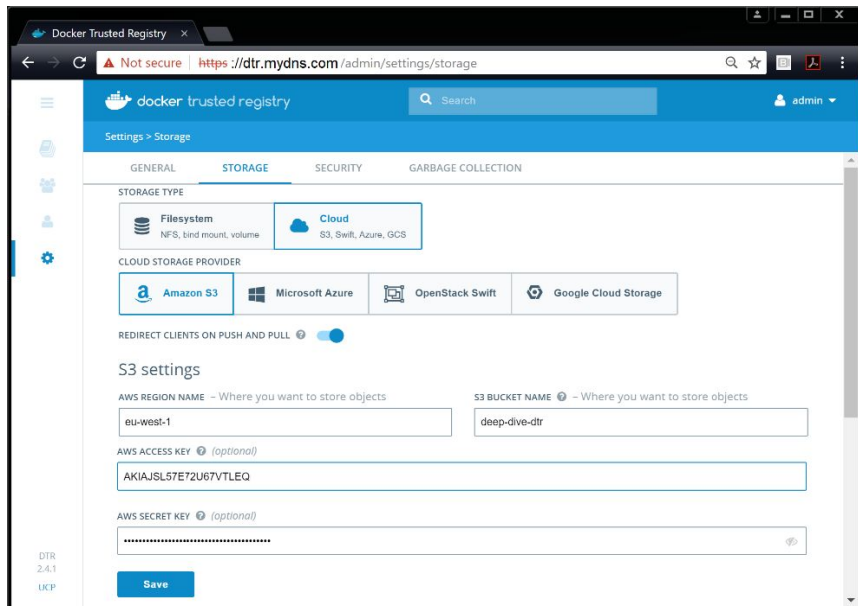 Docker Trusted Registry ×
Not secure | https://dtr.mydns.com/admin/settings/storage
docker trusted registry Search admin
Settings > Storage
GENERAL STORAGE SECURITY GARBAGE COLLECTION
STORAGE TYPE
Filesystem Cloud
NFS, bind mount, volume S3, Swift, Azure, GCS
CLOUD STORAGE PROVIDER
Amazon S3 Microsoft Azure OpenStack Swift Google Cloud Storage
REDIRECT CLIENTS ON PUSH AND PULL ?
S3 settings
AWS REGION NAME – Where you want to store objects S3 BUCKET NAME ? – Where you want to store objects
eu-west-1 deep-dive-dtr
AWS ACCESS KEY ? (optional)
AKIAJSL57E72U67VTLEQ
AWS SECRET KEY ? (optional)
••••••••••••••••••••••••••••••••••••••••
DTR
2.4.1
UCP Save